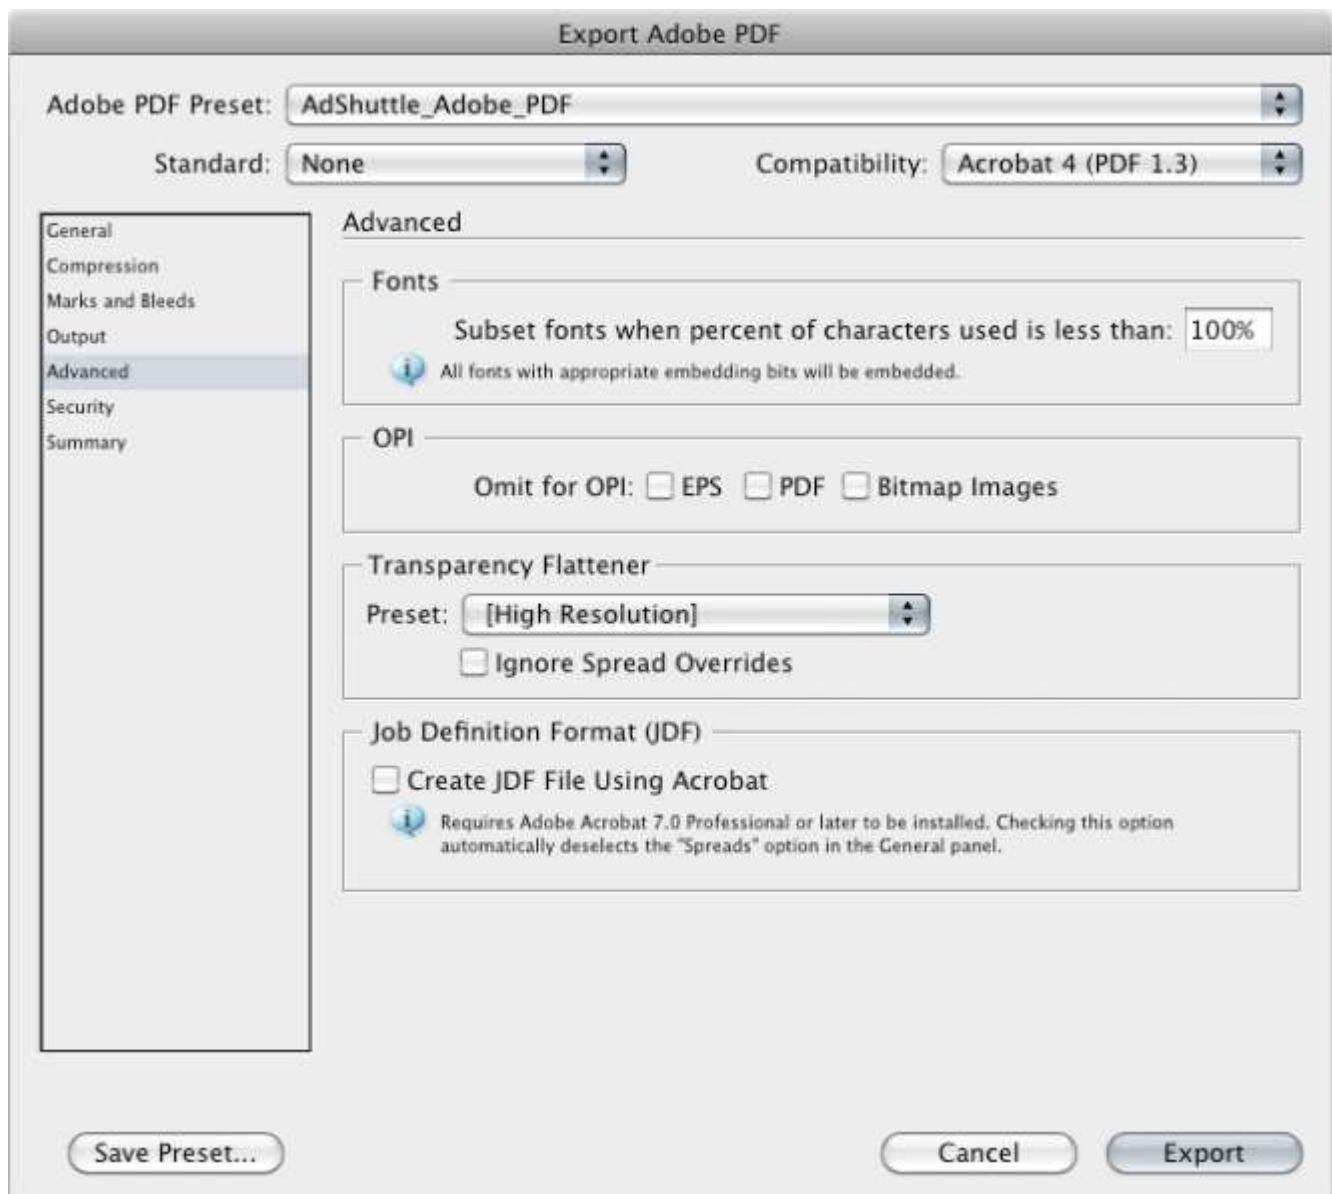 Export Adobe PDF
Adobe PDF Preset: AdShuttle_Adobe_PDF
Standard: None Compatibility: Acrobat 4 (PDF 1.3)
General
Compression
Marks and Bleeds
Output
Advanced
Security
Summary
Advanced
Fonts
Subset fonts when percent of characters used is less than: 100%
All fonts with appropriate embedding bits will be embedded.
OPI
Omit for OPI: EPS PDF Bitmap Images
Transparency Flattener
Preset: [High Resolution]
Ignore Spread Overrides
Job Definition Format (JDF)
Create JDF File Using Acrobat
Requires Adobe Acrobat 7.0 Professional or later to be installed. Checking this option
automatically deselects the "Spreads" option in the General panel.
Save Preset... Cancel Export